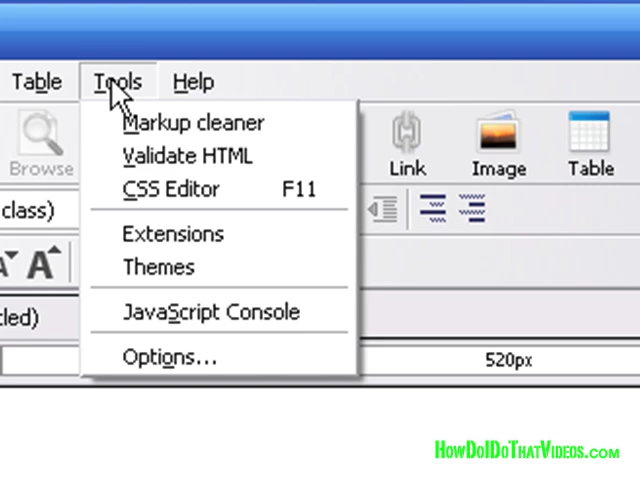 Table Tools Help
Markup cleaner
Validate HTML
CSS Editor F11
Extensions
Themes
JavaScript Console
Options...
Browse Link Image Table
class)
A A
tled)
520px
HowDoIDoThatVideos.com